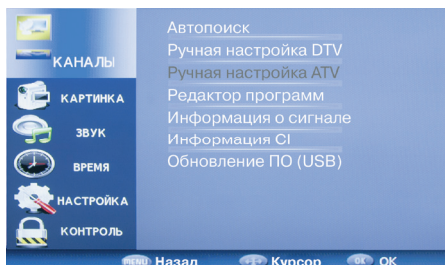 КАНАЛЫ
КАРТИНКА
ЗВУК
ВРЕМЯ
НАСТРОЙКА
КОНТРОЛЬ
Автопоиск
Ручная настройка DTV
Ручная настройка ATV
Редактор программ
Информация о сигнале
Информация CI
Обновление ПО (USB)
MENU Назад Курсор OK ОК